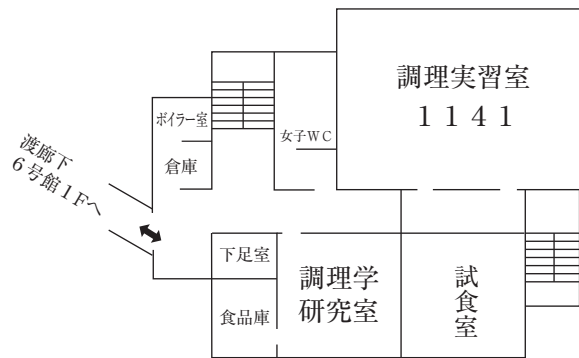 調理実習室
１１４１
ボイラー室
女子ＷＣ
倉庫
渡廊下
６号館１Fへ
下足室
調理学
研究室
試食室
食品庫